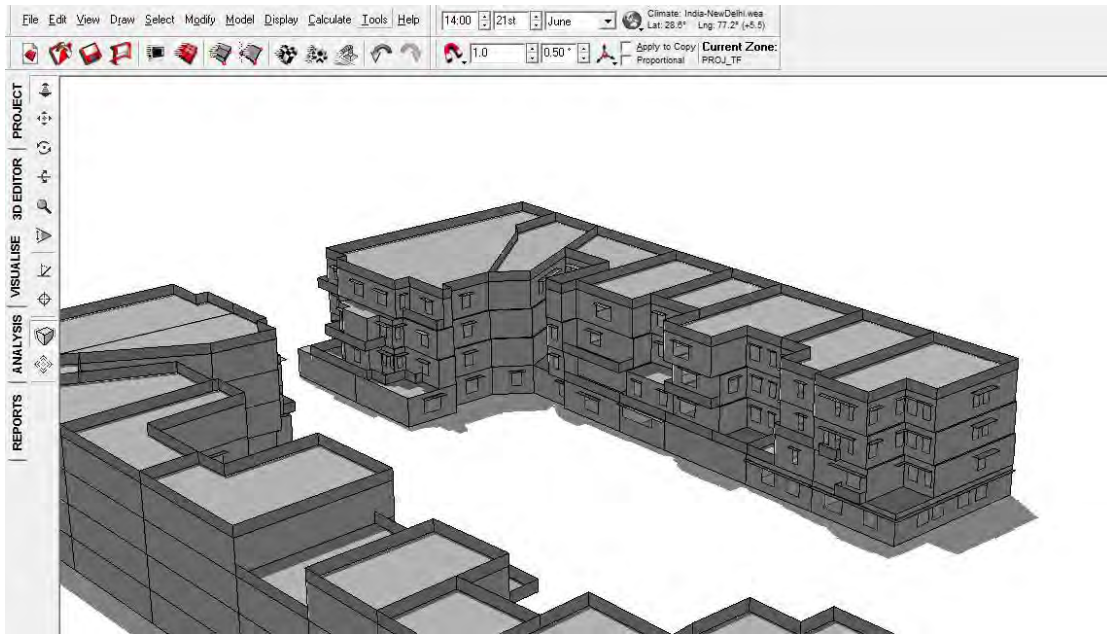 File Edit View Draw Select Modify Model Display Calculate Tools Help
14:00 21st June
Climate: India-NewDelhi.wea
Lat: 28.6° Lng: 77.2° (+5.5)
1.0 0.50 °
Apply to Copy
Proportional
Current Zone:
PROJ_TF
PROJECT
3D EDITOR
VISUALISE
ANALYSIS
REPORTS